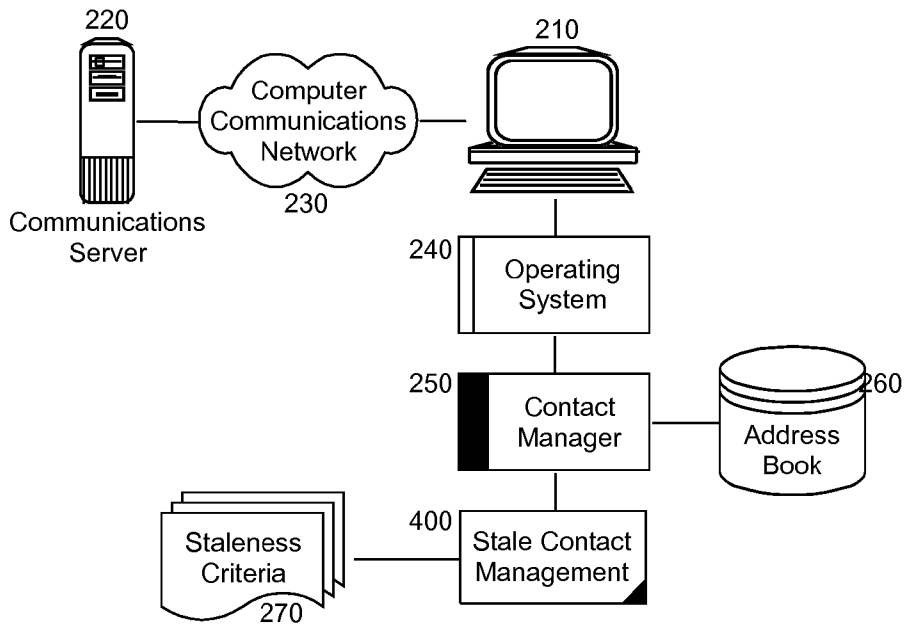 220
210
Computer
Communications
Network
230
Communications
Server
240
Operating
System
250
Contact
Manager
260
Address
Book
400
Stale Contact
Management
Staleness
Criteria
270